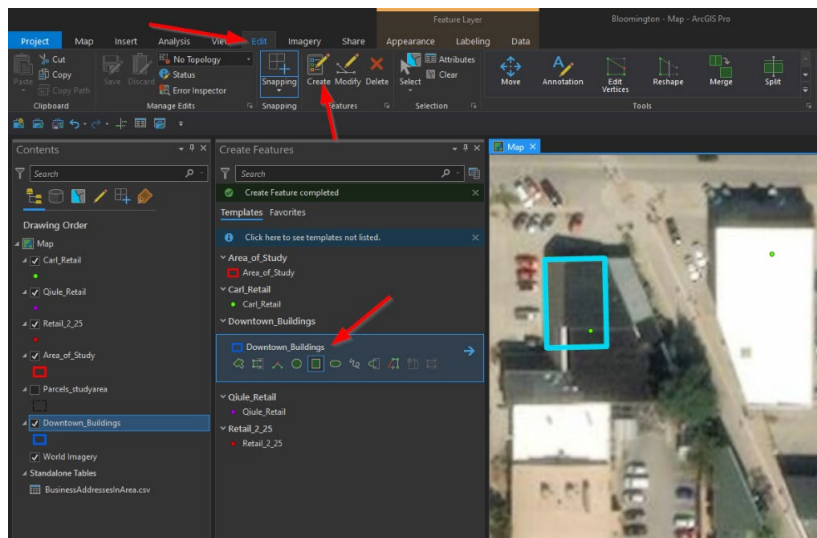 Feature Layer
Bloomington - Map - ArcGIS Pro
Project Map Insert Analysis View Edit Imagery Share Appearance Labeling Data
Cut
Copy
Copy Path
Paste
Clipboard
Save Discard
No Topology
Status
Error Inspector
Manage Edits
Snapping
Snapping
Create Modify Delete
Features
Select
Attributes
Clear
Selection
Move
Annotation
Edit Vertices
Reshape
Merge
Split
Tools
Contents
Search
Drawing Order
Map
Carl_Retail
Qiule_Retail
Retail_2_25
Area_of_Study
Parcels_studyarea
Downtown_Buildings
World Imagery
Standalone Tables
BusinessAddressesInArea.csv
Create Features
Search
Create Feature completed
Templates Favorites
Click here to see templates not listed.
Area_of_Study
Area_of_Study
Carl_Retail
Carl_Retail
Downtown_Buildings
Downtown_Buildings
Qiule_Retail
Qiule_Retail
Retail_2_25
Retail_2_25
Map